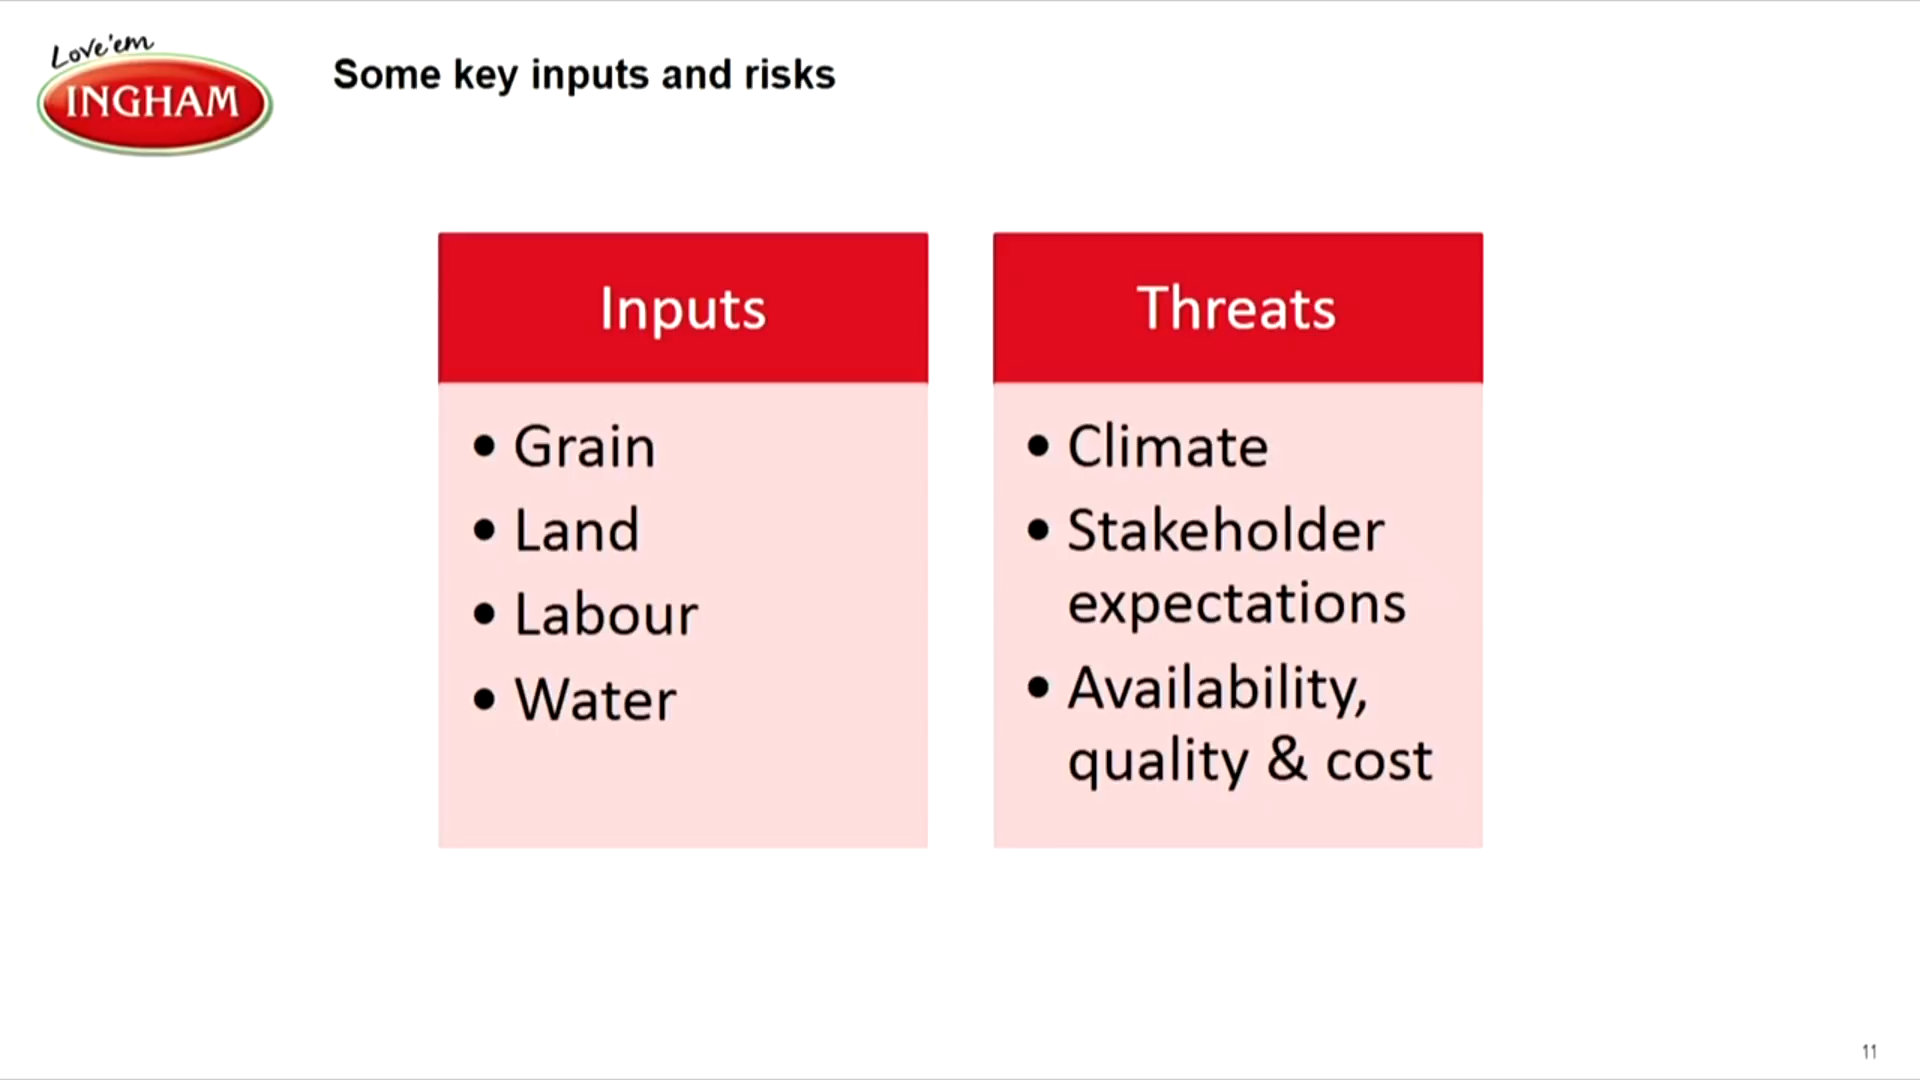 Love'em
INGHAM
Some key inputs and risks
Inputs
• Grain
• Land
• Labour
• Water
Threats
• Climate
• Stakeholder
expectations
• Availability,
quality & cost
11